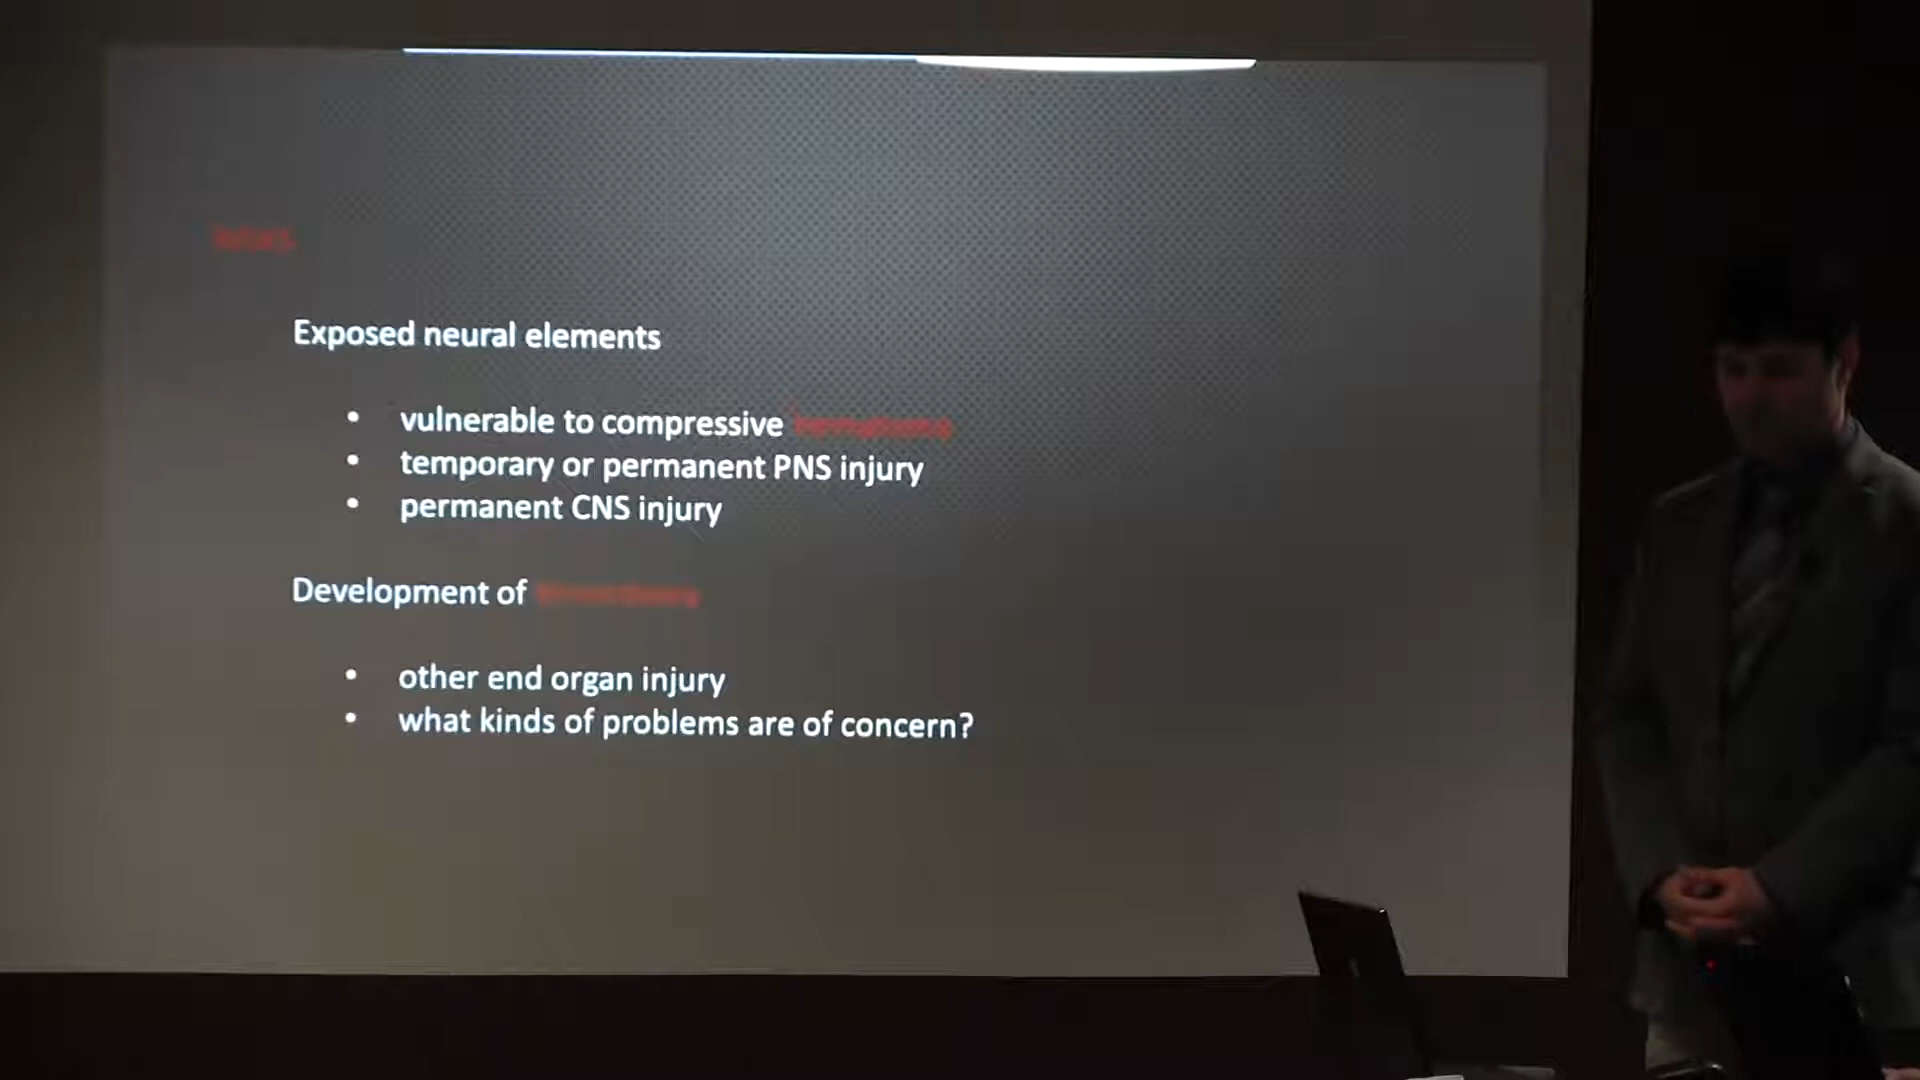 Exposed neural elements
• vulnerable to compressive
• temporary or permanent PNS injury
• permanent CNS injury
Development of
• other end organ injury
• what kinds of problems are of concern?